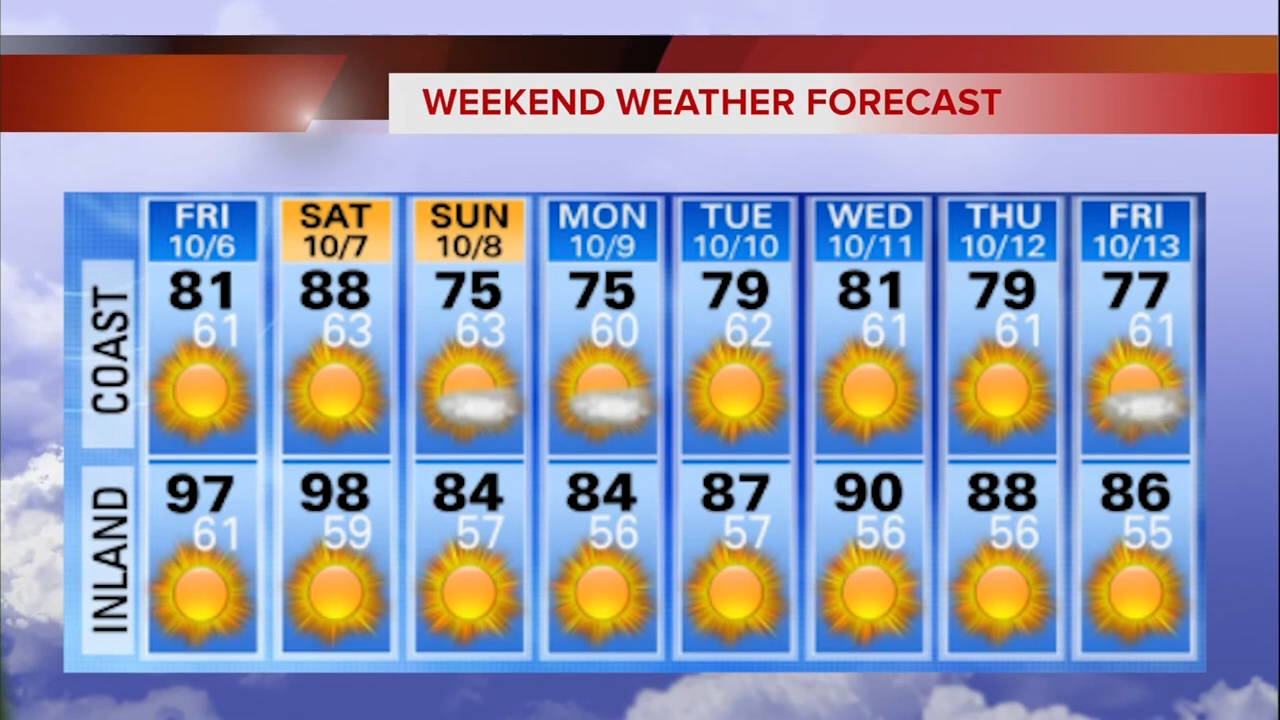 WEEKEND WEATHER FORECAST
FRI SAT SUN MON TUE WED THU FRI
10/6 10/7 10/8 10/9 10/10 10/11 10/12 10/13
COAST
81 88 75 75 79 81 79 77
61 63 63 60 62 61 61 61
INLAND
97 98 84 84 87 90 88 86
61 59 57 56 57 56 56 55